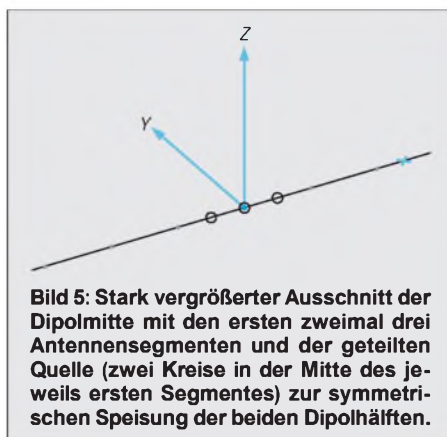 Z
Y
Bild 5: Stark vergrößerter Ausschnitt der
Dipolmitte mit den ersten zweimal drei
Antennensegmenten und der geteilten
Quelle (zwei Kreise in der Mitte des je-
weils ersten Segmentes) zur symmetri-
schen Speisung der beiden Dipolhälften.